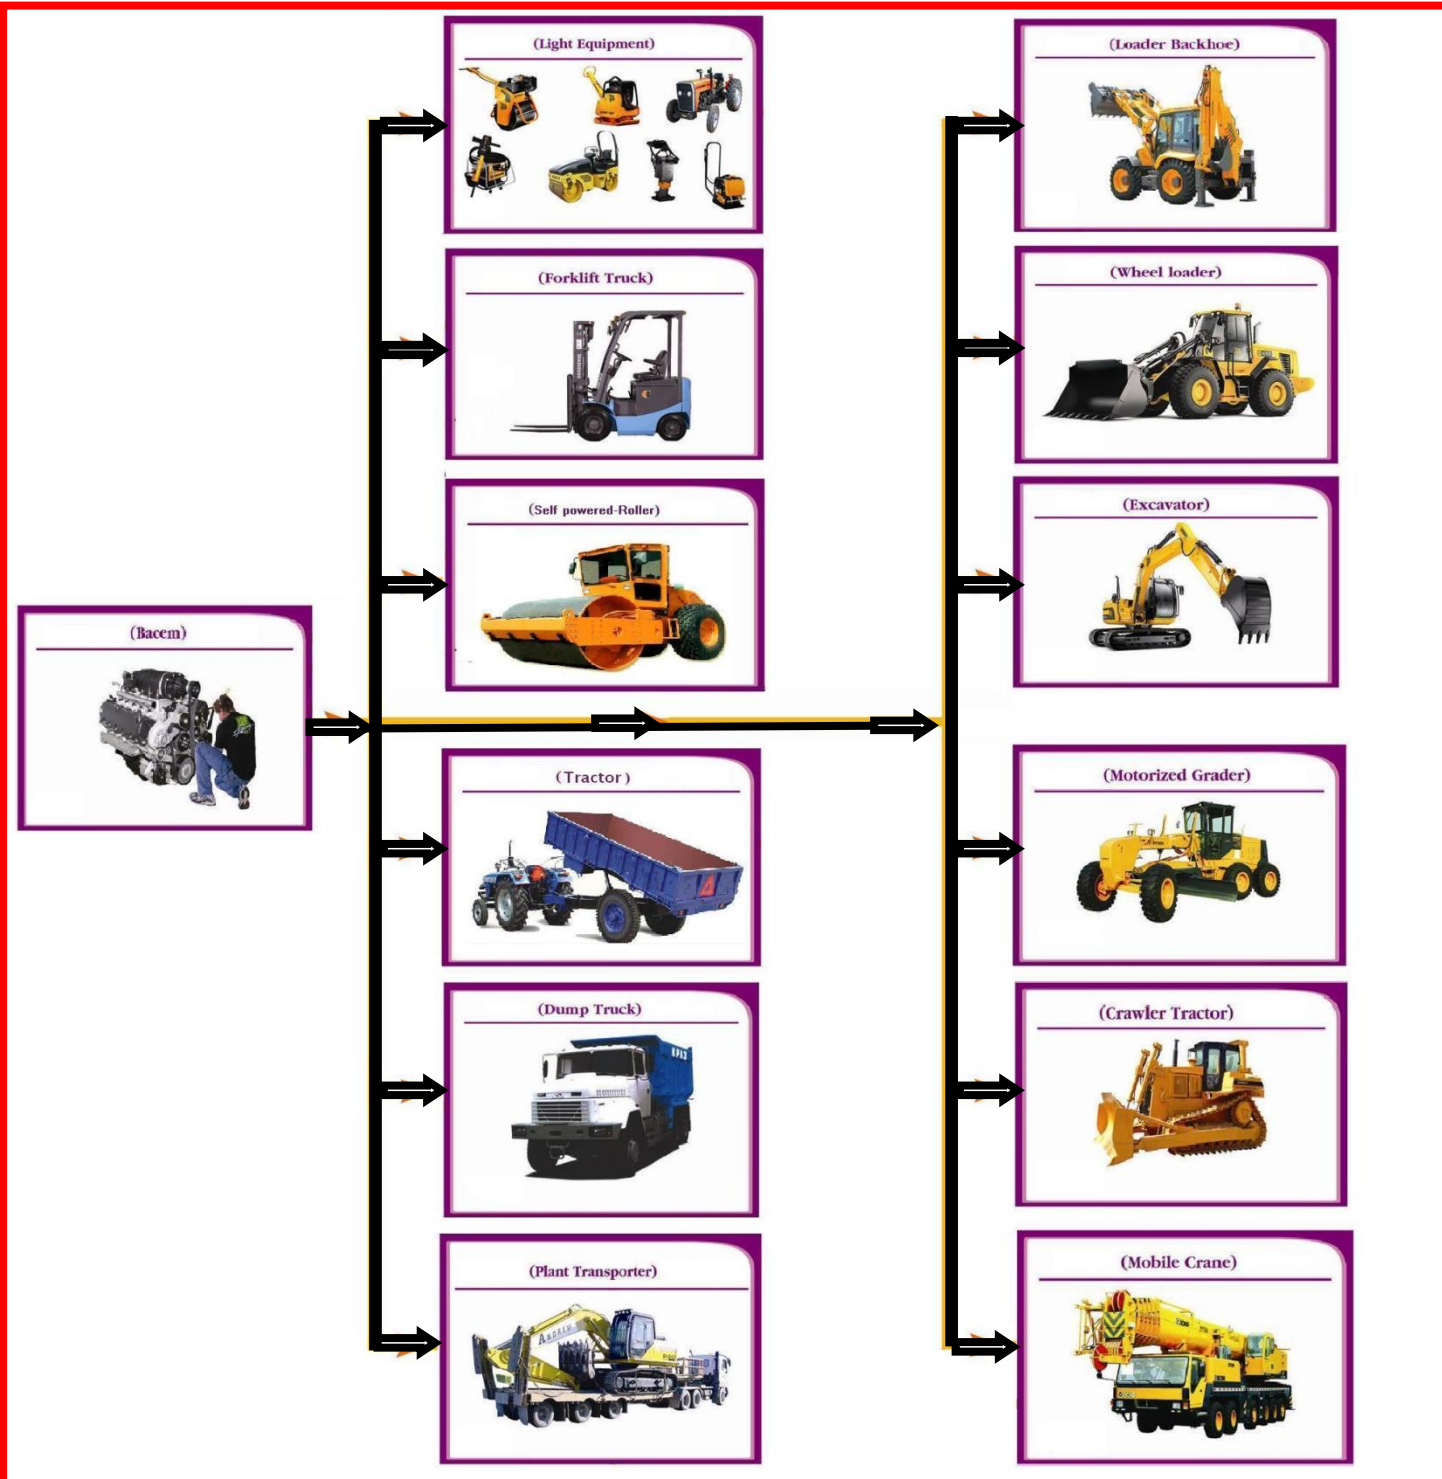 (Light Equipment)
(Loader Backhoe)
(Forklift Truck)
(Wheel loader)
(Self powered-Roller)
(Excavator)
(Bacem)
(Tractor)
(Motorized Grader)
(Dump Truck)
КРАЗ
(Crawler Tractor)
(Plant Transporter)
(Mobile Crane)